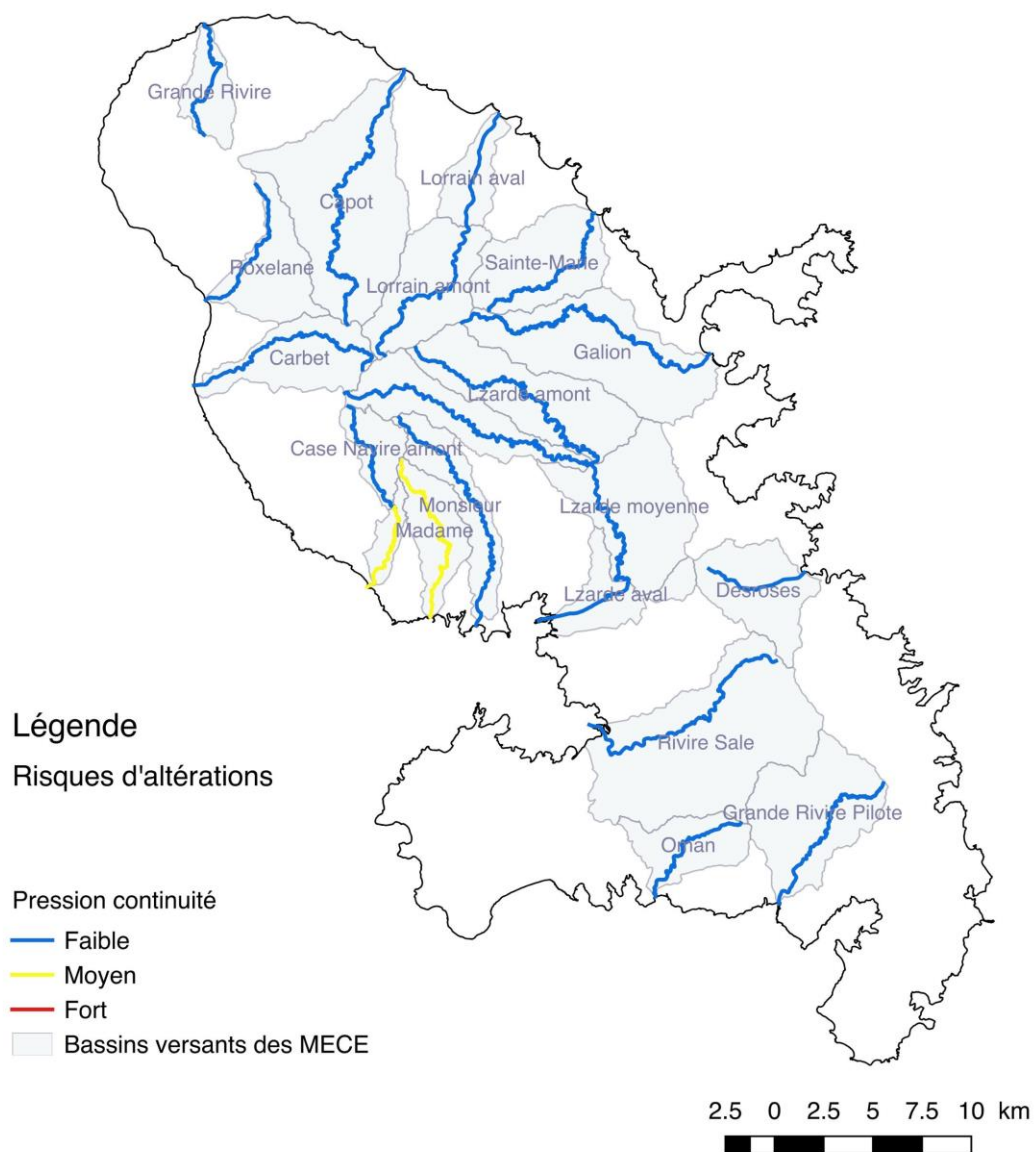 Grande Rivire
Lorrain aval
Capot
Sainte-Marie
Roxelane
Lorrain amont
Galion
Carbet
Lzarde amont
Case Navire amont
Monsieur
Lzarde moyenne
Madame
Desroses
Lzarde aval
Rivire Sale
Grande Rivire Pilote
Oman
Légende
Risques d'altérations
Pression continuité
Faible
Moyen
Fort
Bassins versants des MECE
2.5 0 2.5 5 7.5 10 km